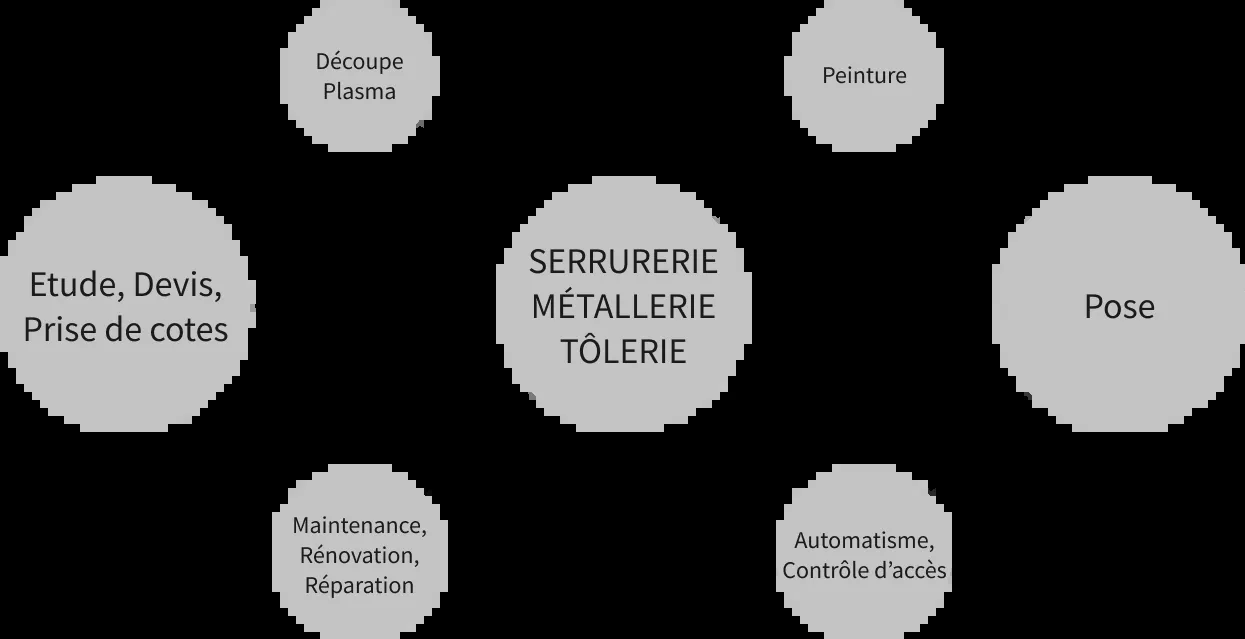 Découpe
Plasma
Peinture
Etude, Devis,
Prise de cotes
SERRURERIE
MÉTALLERIE
TÔLERIE
Pose
Maintenance,
Rénovation,
Réparation
Automatisme,
Contrôle d’accès